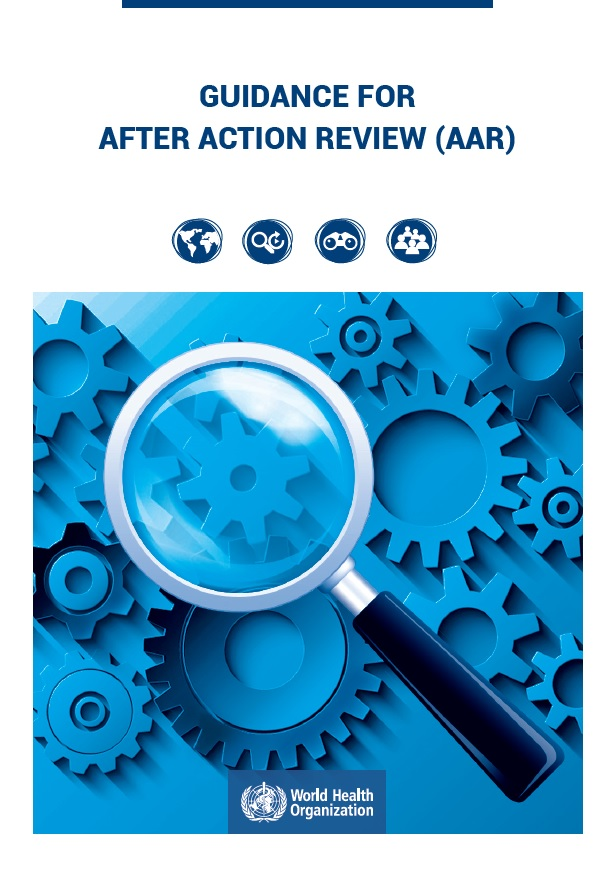 GUIDANCE FOR
AFTER ACTION REVIEW (AAR)
World Health
Organization